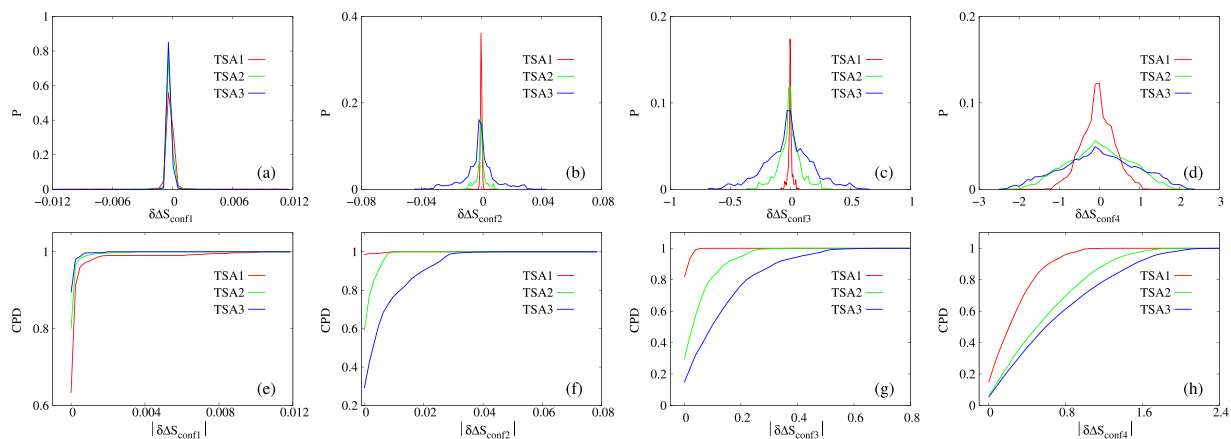 P
0
0.2
0.4
0.6
0.8
1
−0.012
−0.006
0
0.006
0.012
δΔS_conf1
TSA1
TSA2
TSA3
(a)
P
0
0.2
0.4
−0.08
−0.04
0
0.04
0.08
δΔS_conf2
TSA1
TSA2
TSA3
(b)
P
0
0.1
0.2
−1
−0.5
0
0.5
1
δΔS_conf3
TSA1
TSA2
TSA3
(c)
P
0
0.1
0.2
−3
−2
−1
0
1
2
3
δΔS_conf4
TSA1
TSA2
TSA3
(d)
CPD
0.6
0.8
1
0
0.004
0.008
0.012
|δΔS_conf1|
TSA1
TSA2
TSA3
(e)
CPD
0.2
0.4
0.6
0.8
1
0
0.02
0.04
0.06
0.08
|δΔS_conf2|
TSA1
TSA2
TSA3
(f)
CPD
0
0.2
0.4
0.6
0.8
1
0
0.2
0.4
0.6
0.8
|δΔS_conf3|
TSA1
TSA2
TSA3
(g)
CPD
0
0.2
0.4
0.6
0.8
1
0
0.8
1.6
2.4
|δΔS_conf4|
TSA1
TSA2
TSA3
(h)